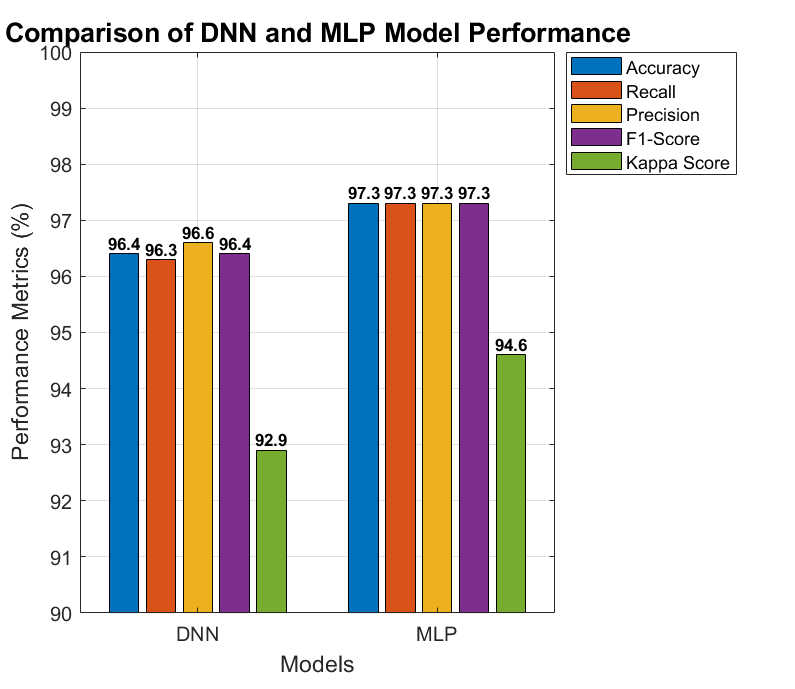 Comparison of DNN and MLP Model Performance
100
99
98
97
96
95
94
93
92
91
90
Performance Metrics (%)
96.4
96.3
96.6
96.4
92.9
97.3
97.3
97.3
97.3
94.6
DNN
MLP
Models
Accuracy
Recall
Precision
F1-Score
Kappa Score